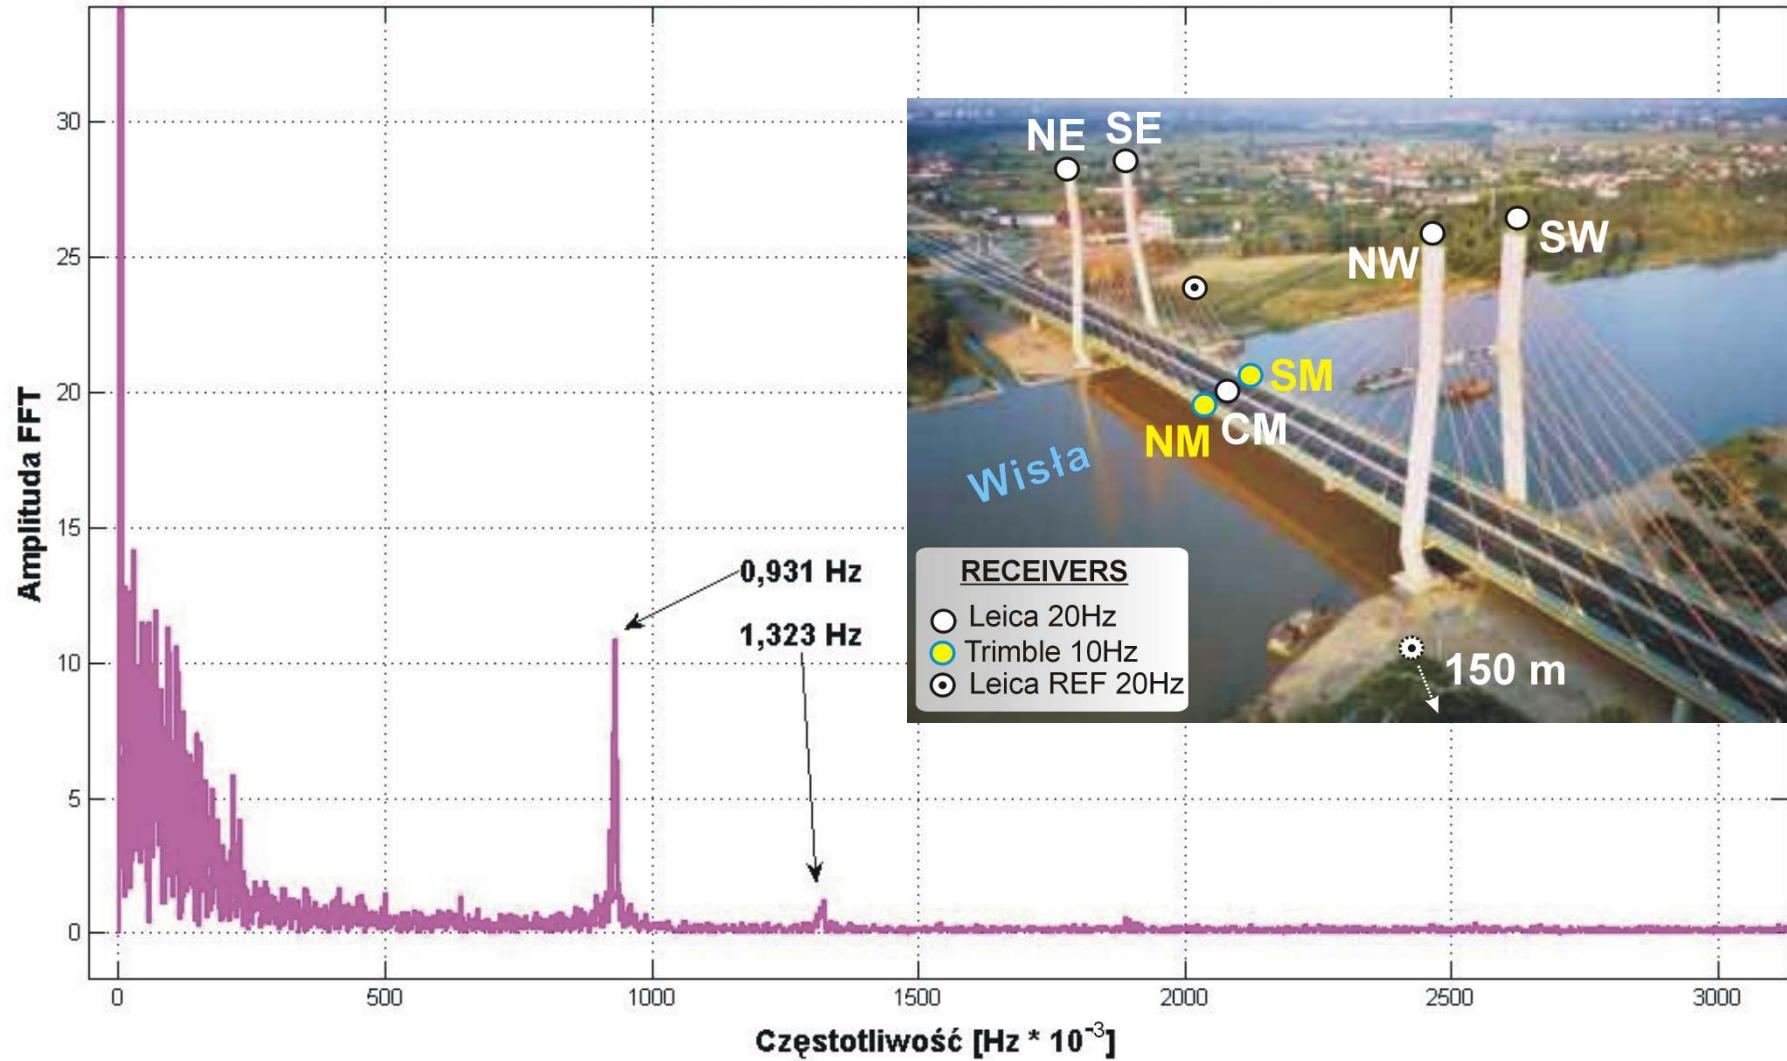 Amplituda FFT
30
25
20
15
10
5
0
0,931 Hz
1,323 Hz
NE
SE
NW
SW
SM
NM
CM
Wisła
RECEIVERS
Leica 20Hz
Trimble 10Hz
Leica REF 20Hz
150 m
0
500
1000
1500
2000
2500
3000
Częstotliwość [Hz * 10⁻³]